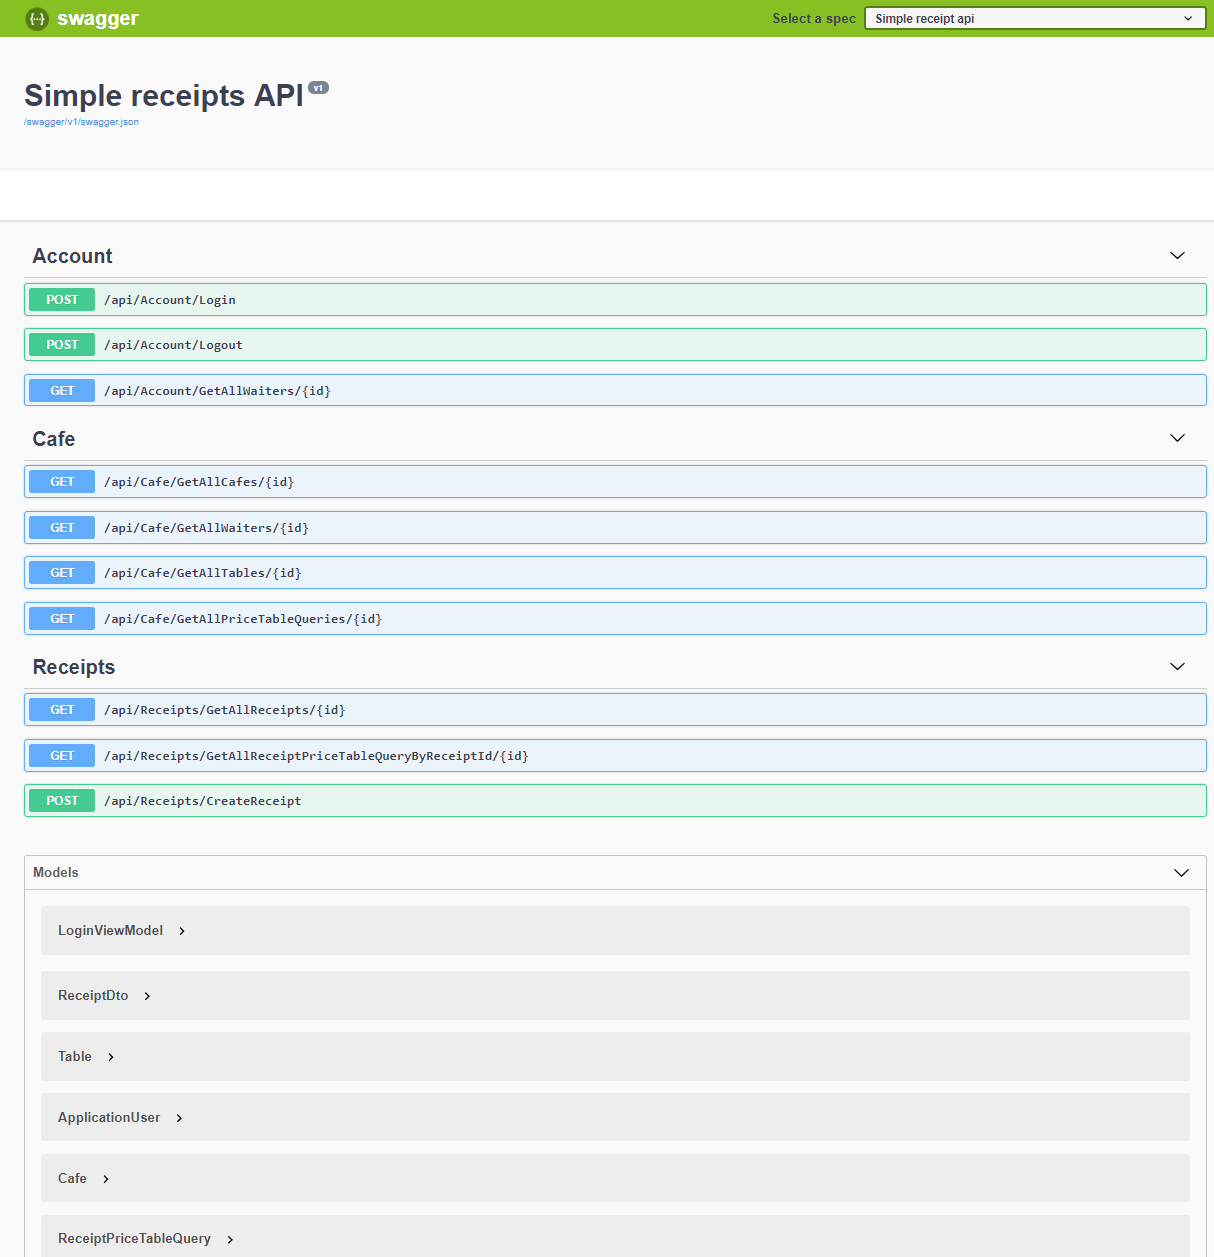 {··} swagger
Select a spec
Simple receipt api
Simple receipts API v1
/swagger/v1/swagger.json
Account
POST /api/Account/Login
POST /api/Account/Logout
GET /api/Account/GetAllWaiters/{id}
Cafe
GET /api/Cafe/GetAllCafes/{id}
GET /api/Cafe/GetAllWaiters/{id}
GET /api/Cafe/GetAllTables/{id}
GET /api/Cafe/GetAllPriceTableQueries/{id}
Receipts
GET /api/Receipts/GetAllReceipts/{id}
GET /api/Receipts/GetAllReceiptPriceTableQueryByReceiptId/{id}
POST /api/Receipts/CreateReceipt
Models
LoginViewModel
ReceiptDto
Table
ApplicationUser
Cafe
ReceiptPriceTableQuery